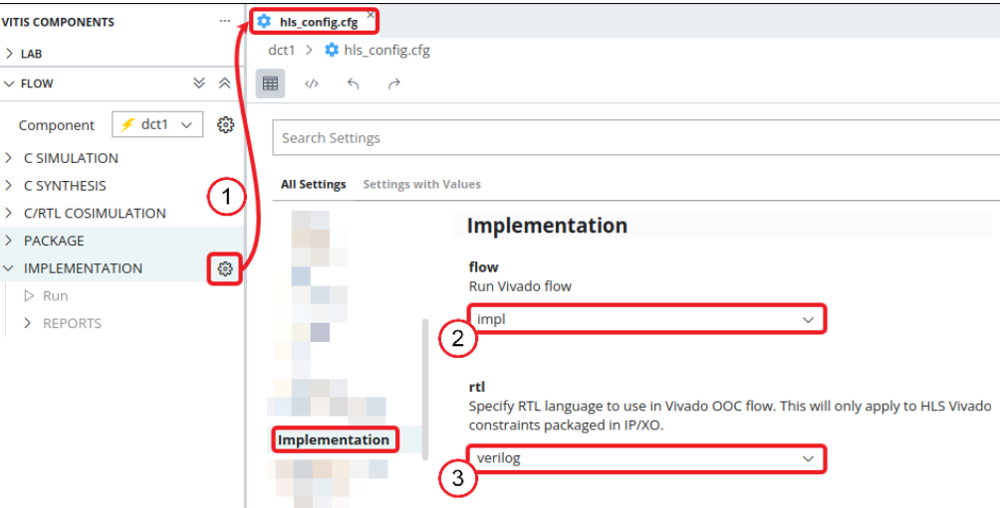 VITIS COMPONENTS ...
LAB
FLOW
Component dct1
C SIMULATION
C SYNTHESIS
C/RTL COSIMULATION
PACKAGE
IMPLEMENTATION
Run
REPORTS
1
hls_config.cfg
dct1 > hls_config.cfg
</>
Search Settings
All Settings Settings with Values
Implementation
Implementation
flow
Run Vivado flow
impl
2
rtl
Specify RTL language to use in Vivado OOC flow. This will only apply to HLS Vivado
constraints packaged in IP/XO.
verilog
3